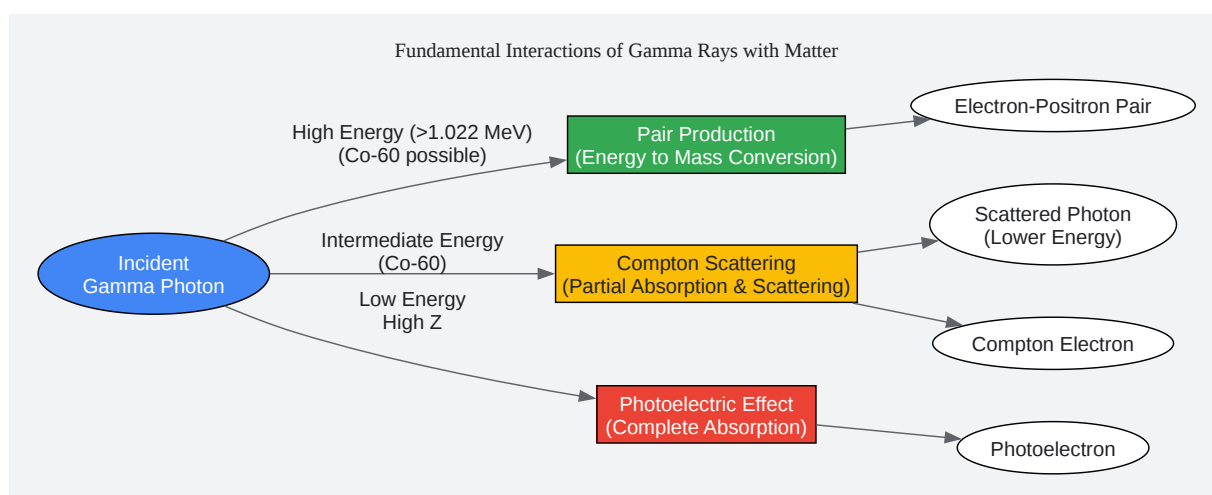 Fundamental Interactions of Gamma Rays with Matter
Incident
Gamma Photon
High Energy (>1.022 MeV)
(Co-60 possible)
Pair Production
(Energy to Mass Conversion)
Electron-Positron Pair
Intermediate Energy
(Co-60)
Compton Scattering
(Partial Absorption & Scattering)
Scattered Photon
(Lower Energy)
Compton Electron
Low Energy
High Z
Photoelectric Effect
(Complete Absorption)
Photoelectron